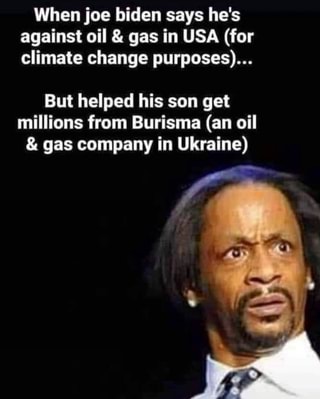 When joe biden says he's
against oil & gas in USA (for
climate change purposes)...
But helped his son get
millions from Burisma (an oil
& gas company in Ukraine)